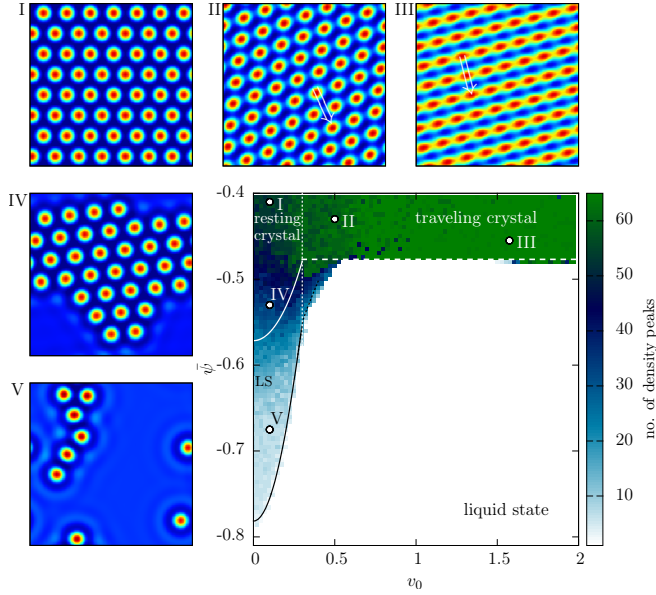 I
II
III
IV
V
-0.4
-0.5
-0.6
-0.7
-0.8
ψ̄
0
0.5
1
1.5
2
v₀
I
resting
crystal
II
traveling crystal
III
IV
LS
V
liquid state
60
50
40
30
20
10
no. of density peaks